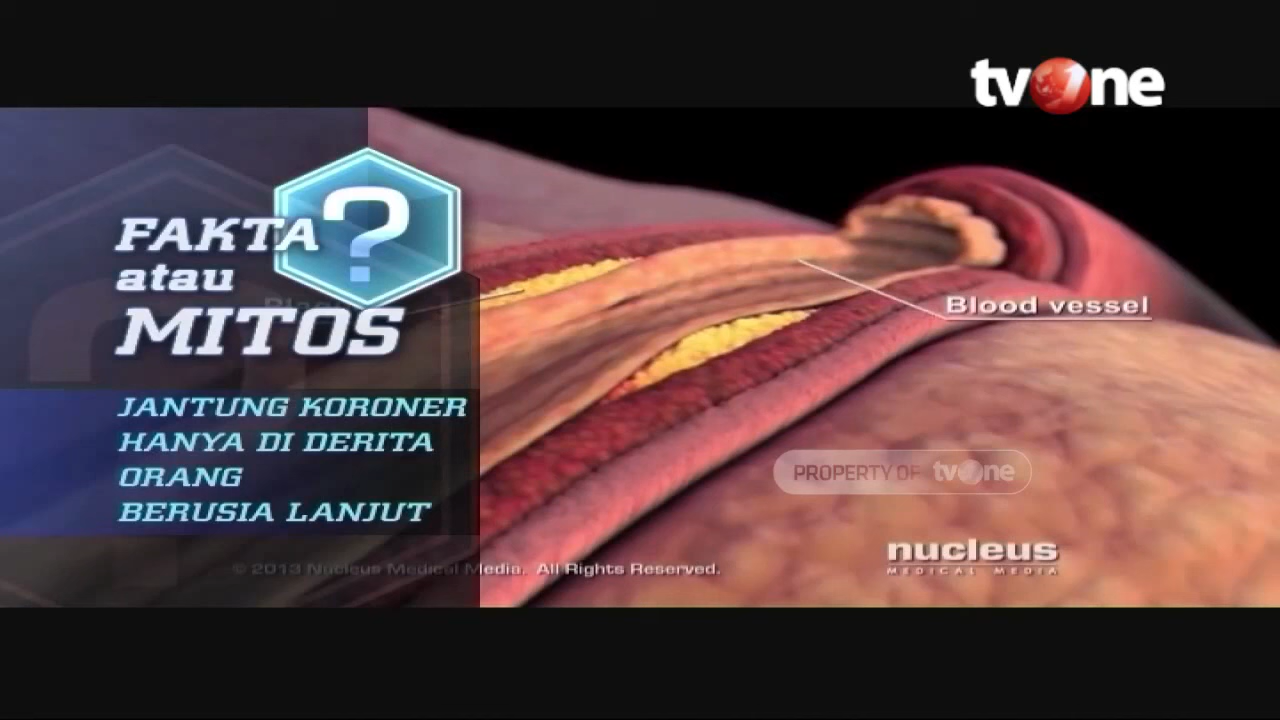 tvOne
FAKTA ?
atau
MITOS
Blood vessel
JANTUNG KORONER
HANYA DI DERITA
ORANG
BERUSIA LANJUT
PROPERTY OF tvOne
nucleus
MEDICAL MEDIA
© 2013 Nucleus Medical Media. All Rights Reserved.